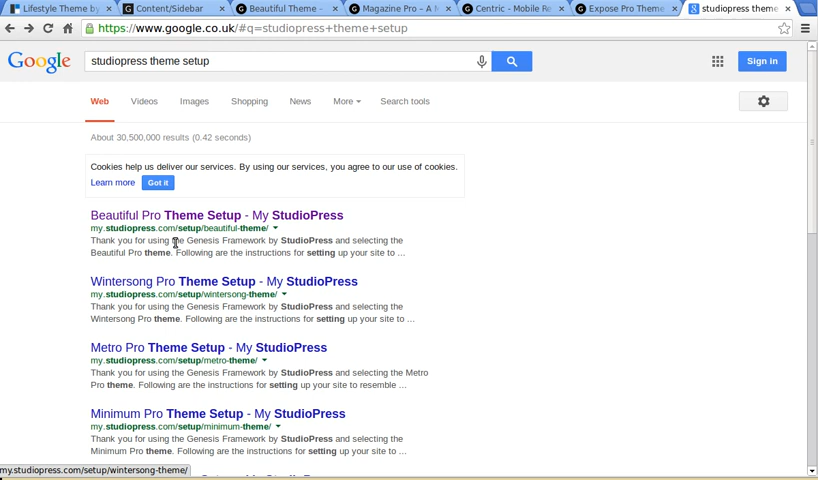 Lifestyle Theme by
Content/Sidebar
Beautiful Theme -
Magazine Pro – A M
Centric - Mobile Re
Expose Pro Theme
studiopress theme
https://www.google.co.uk/#q=studiopress+theme+setup
Google
studiopress theme setup
Sign in
Web
Videos
Images
Shopping
News
More
Search tools
About 30,500,000 results (0.42 seconds)
Cookies help us deliver our services. By using our services, you agree to our use of cookies.
Learn more
Got it
Beautiful Pro Theme Setup - My StudioPress
my.studiopress.com/setup/beautiful-theme/
Thank you for using the Genesis Framework by StudioPress and selecting the
Beautiful Pro theme. Following are the instructions for setting up your site to ...
Wintersong Pro Theme Setup - My StudioPress
my.studiopress.com/setup/wintersong-theme/
Thank you for using the Genesis Framework by StudioPress and selecting the
Wintersong Pro theme. Following are the instructions for setting up your site to ...
Metro Pro Theme Setup - My StudioPress
my.studiopress.com/setup/metro-theme/
Thank you for using the Genesis Framework by StudioPress and selecting the Metro
Pro theme. Following are the instructions for setting up your site to resemble ...
Minimum Pro Theme Setup - My StudioPress
my.studiopress.com/setup/minimum-theme/
Thank you for using the Genesis Framework by StudioPress and selecting the
Minimum Pro theme. Following are the instructions for setting up your site to ...
my.studiopress.com/setup/wintersong-theme/